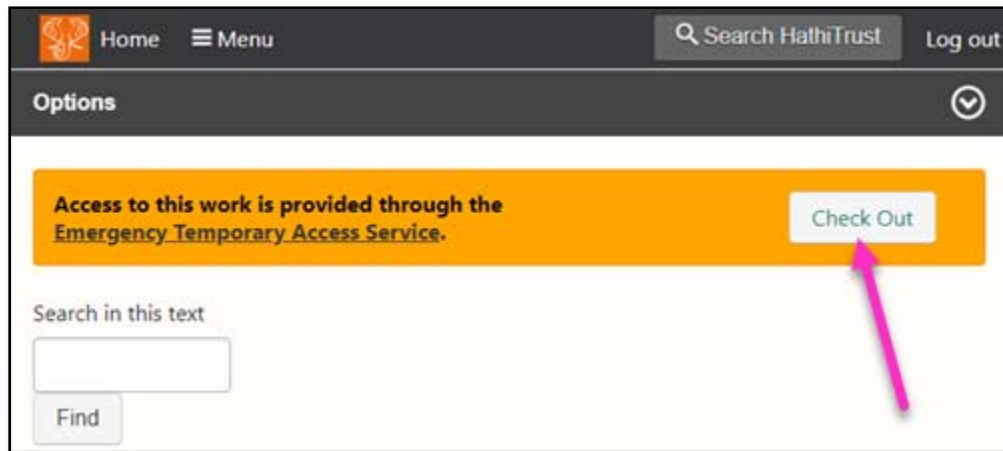 Home Menu Search HathiTrust Log out
Options
Access to this work is provided through the
Emergency Temporary Access Service.
Check Out
Search in this text
Find